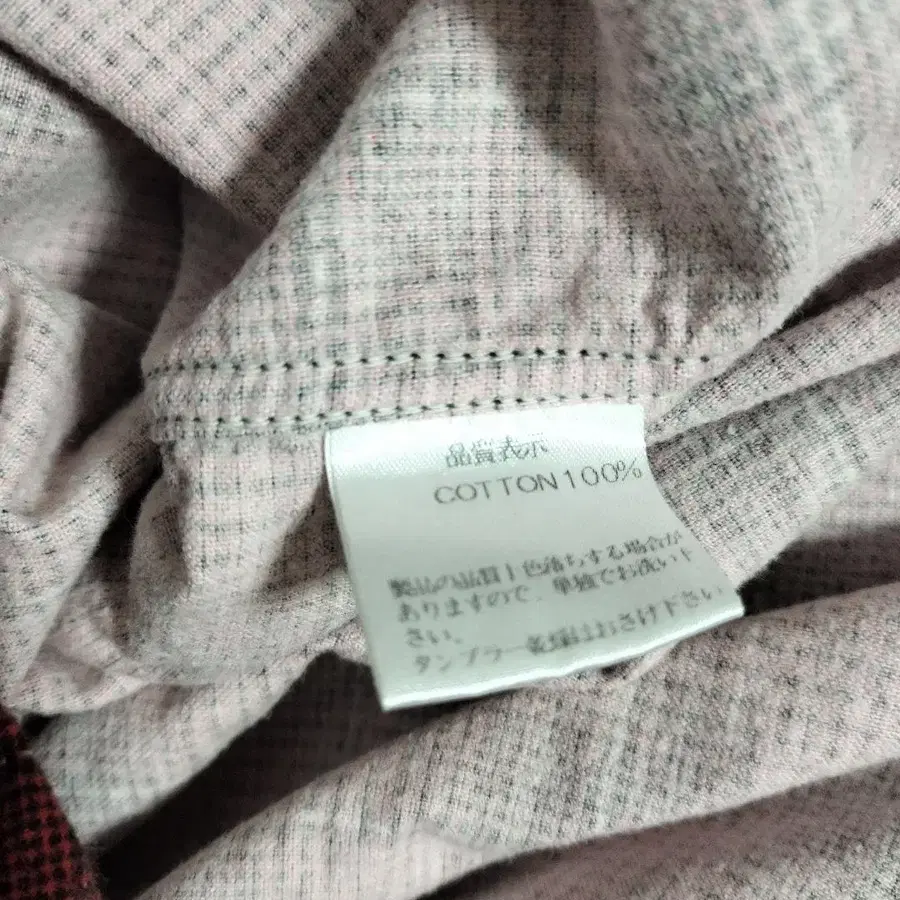 品質表示
COTTON100%
製品の品質上色落ちする場合が
ありますので、単独でお洗い下
さい。
タンブラー乾燥はおさけ下さい